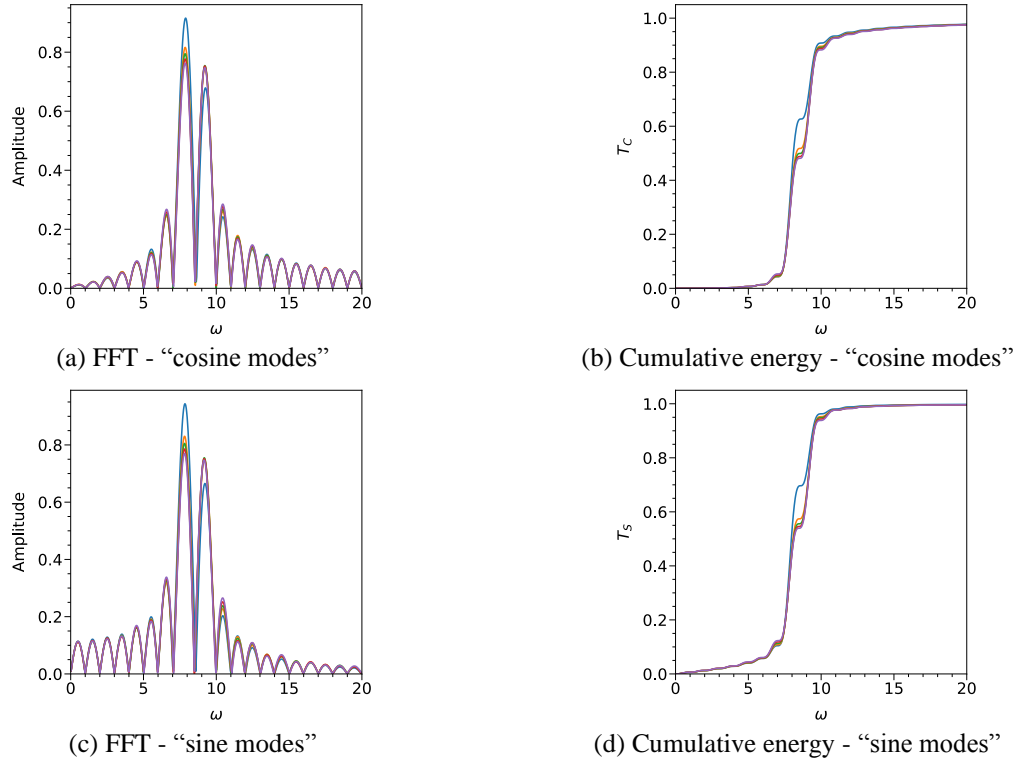 Amplitude
0.8
0.6
0.4
0.2
0.0
0 5 10 15 20
ω
(a) FFT - “cosine modes”
T_C
1.0
0.8
0.6
0.4
0.2
0.0
0 5 10 15 20
ω
(b) Cumulative energy - “cosine modes”
Amplitude
0.8
0.6
0.4
0.2
0.0
0 5 10 15 20
ω
(c) FFT - “sine modes”
T_S
1.0
0.8
0.6
0.4
0.2
0.0
0 5 10 15 20
ω
(d) Cumulative energy - “sine modes”